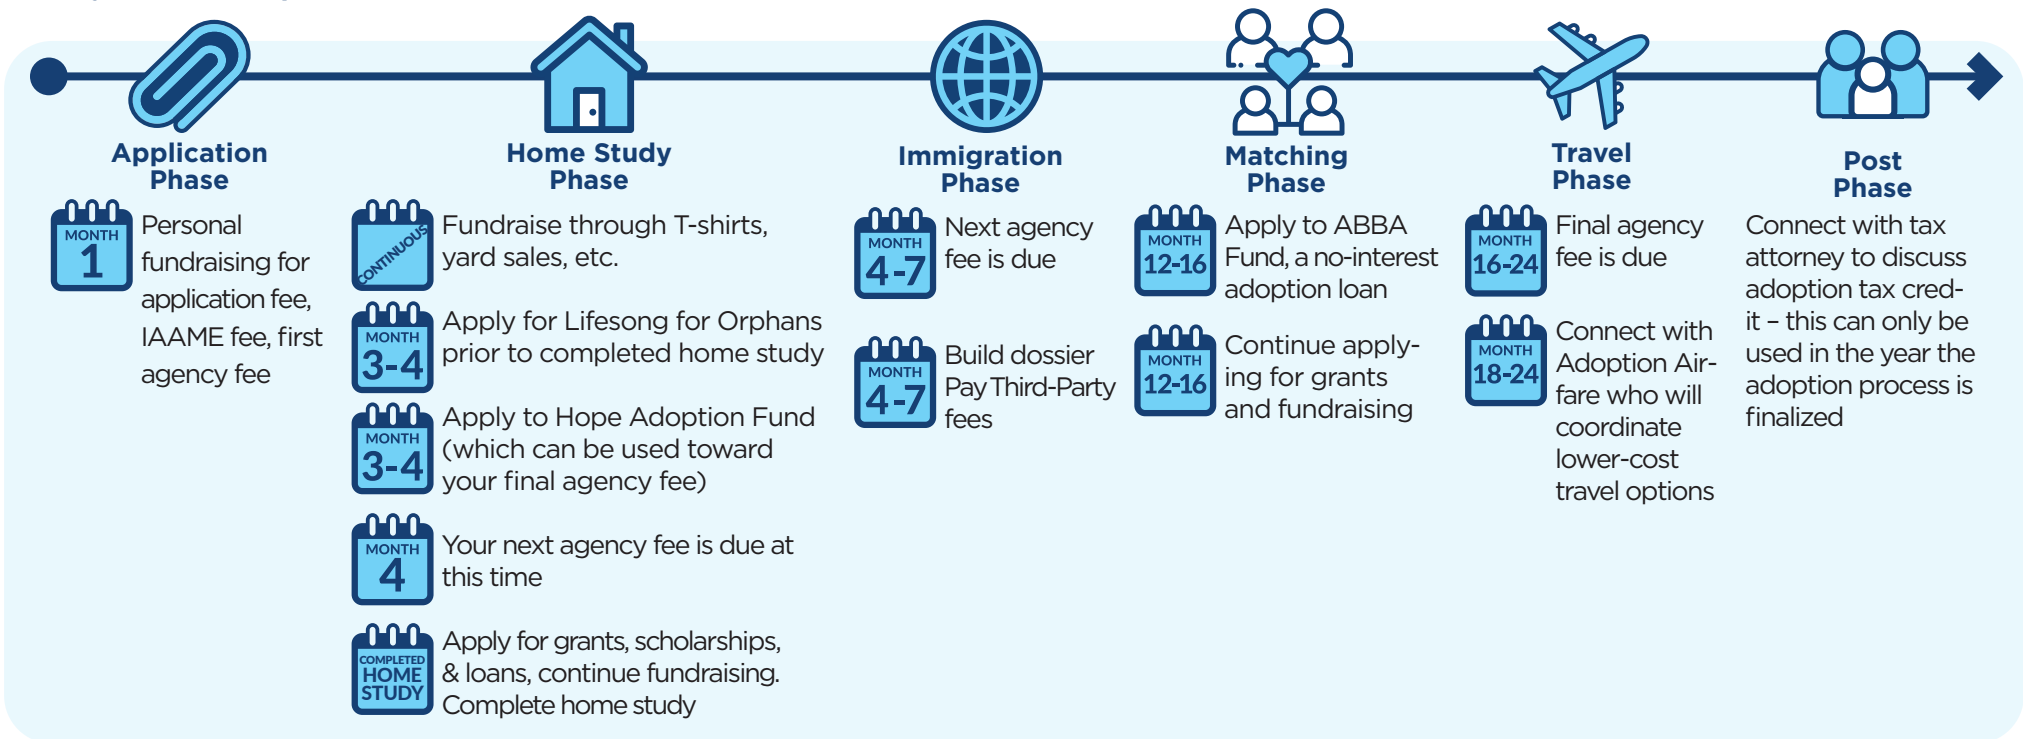 Application
Phase
MONTH
1
Personal
fundraising for
application fee,
IAAME fee, first
agency fee
Home Study
Phase
CONTINUOUS
Fundraise through T-shirts,
yard sales, etc.
MONTH
3-4
Apply for Lifesong for Orphans
prior to completed home study
MONTH
3-4
Apply to Hope Adoption Fund
(which can be used toward
your final agency fee)
MONTH
4
Your next agency fee is due at
this time
COMPLETED
HOME
STUDY
Apply for grants, scholarships,
& loans, continue fundraising.
Complete home study
Immigration
Phase
MONTH
4-7
Next agency
fee is due
MONTH
4-7
Build dossier
Pay Third-Party
fees
Matching
Phase
MONTH
12-16
Apply to ABBA
Fund, a no-interest
adoption loan
MONTH
12-16
Continue apply-
ing for grants
and fundraising
Travel
Phase
MONTH
16-24
Final agency
fee is due
MONTH
18-24
Connect with
Adoption Air-
fare who will
coordinate
lower-cost
travel options
Post
Phase
Connect with tax
attorney to discuss
adoption tax cred-
it – this can only be
used in the year the
adoption process is
finalized